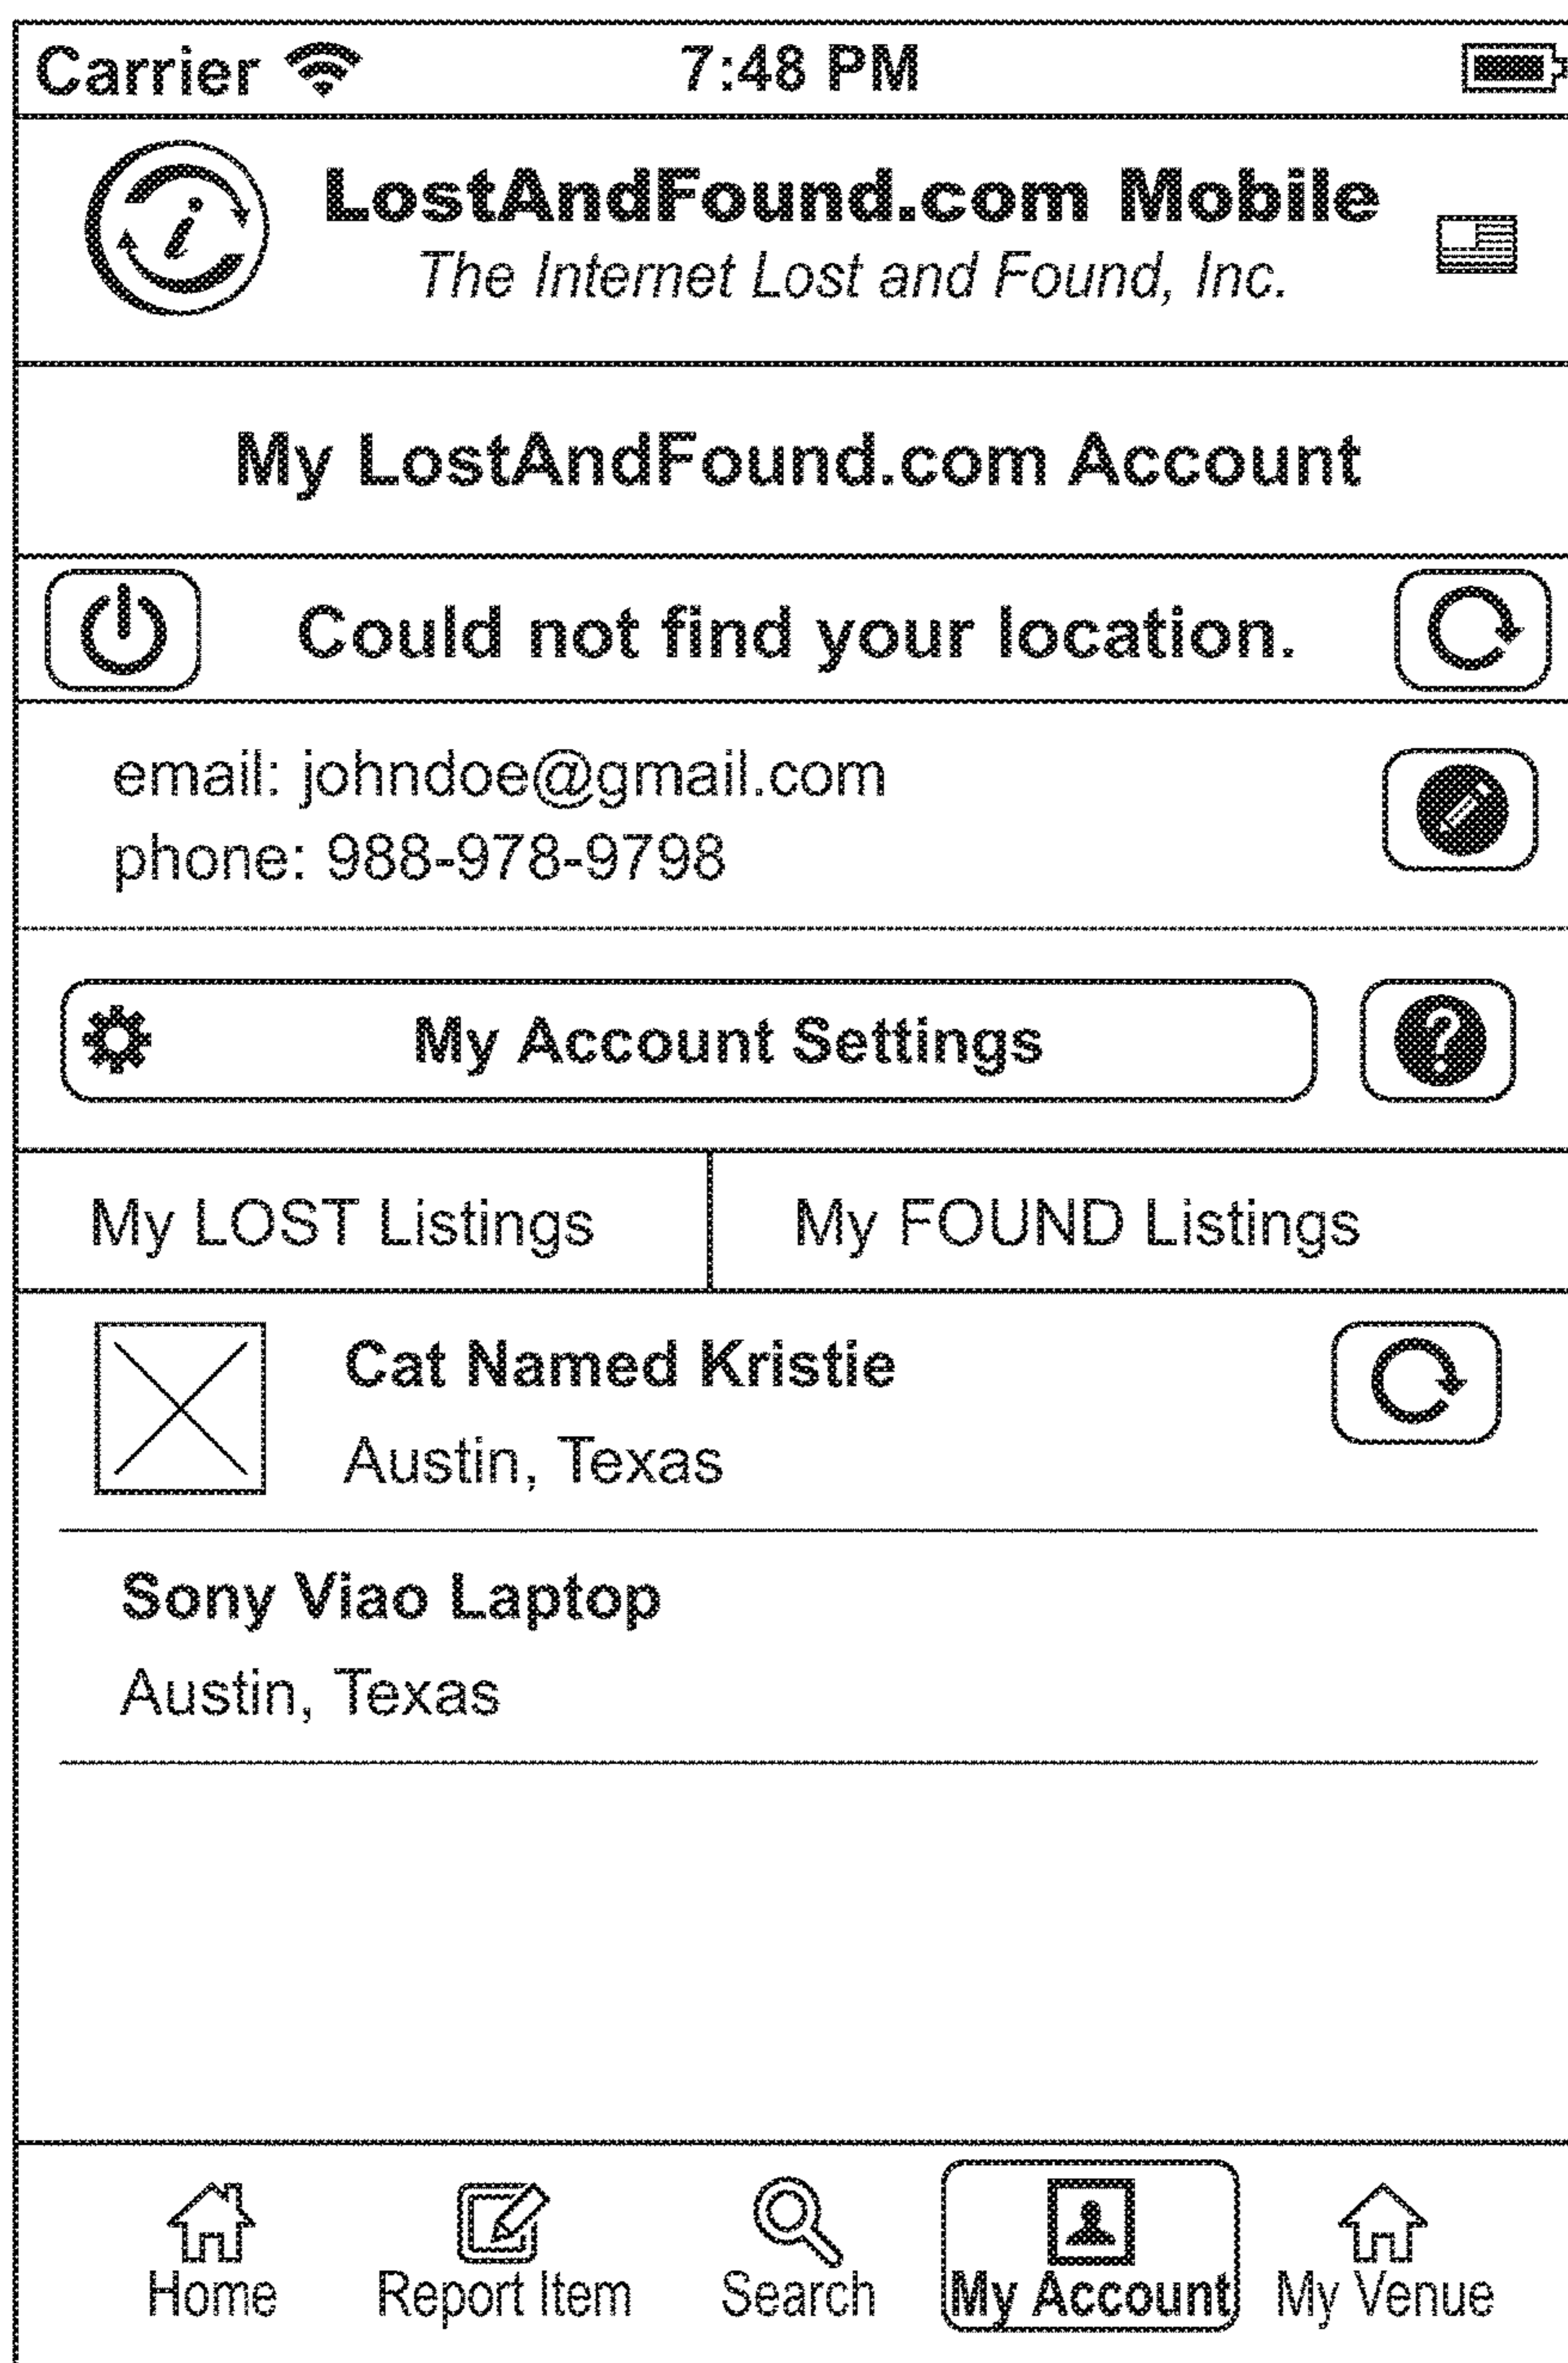 Carrier 7:48 PM
LostAndFound.com Mobile
The Internet Lost and Found, Inc.
My LostAndFound.com Account
Could not find your location.
email: johndoe@gmail.com
phone: 988-978-9798
My Account Settings
My LOST Listings My FOUND Listings
Cat Named Kristie
Austin, Texas
Sony Viao Laptop
Austin, Texas
Home Report Item Search My Account My Venue